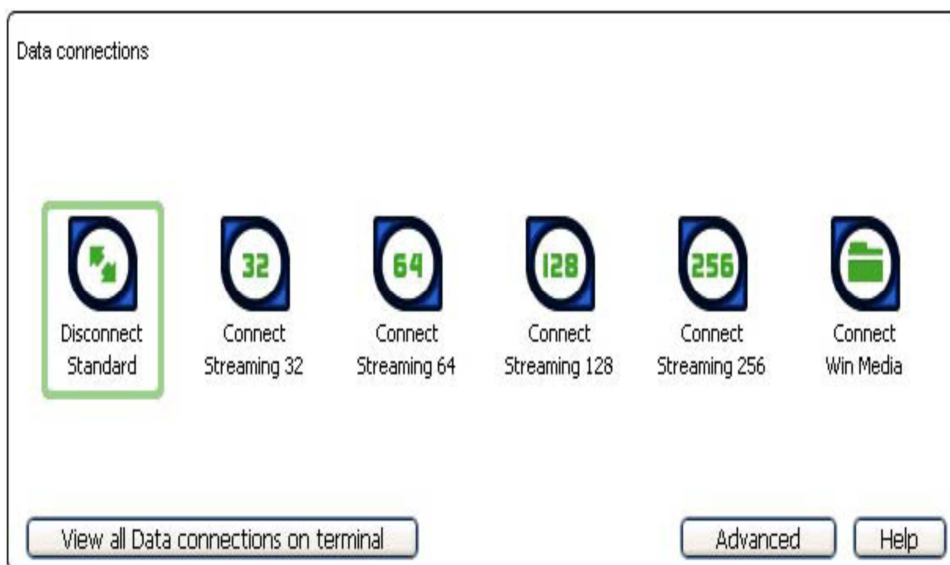 Data connections
32 64 128 256
Disconnect Connect Connect Connect Connect Connect
Standard Streaming 32 Streaming 64 Streaming 128 Streaming 256 Win Media
View all Data connections on terminal Advanced Help